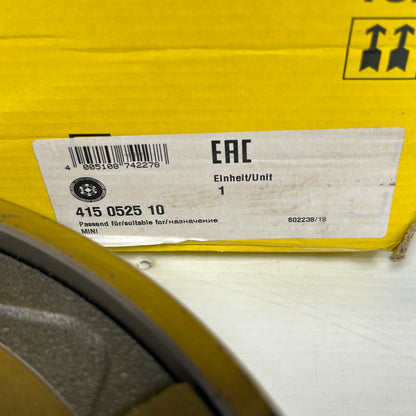 4 005108 742278
EAC
Einheit/Unit
1
415 0525 10
Passend für/suitable for/назначение
MINI
602238/19